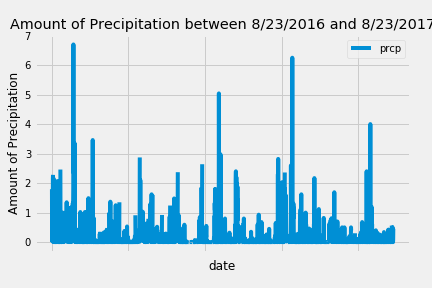 Amount of Precipitation between 8/23/2016 and 8/23/2017
7
6
5
4
3
2
1
0
Amount of Precipitation
prcp
date